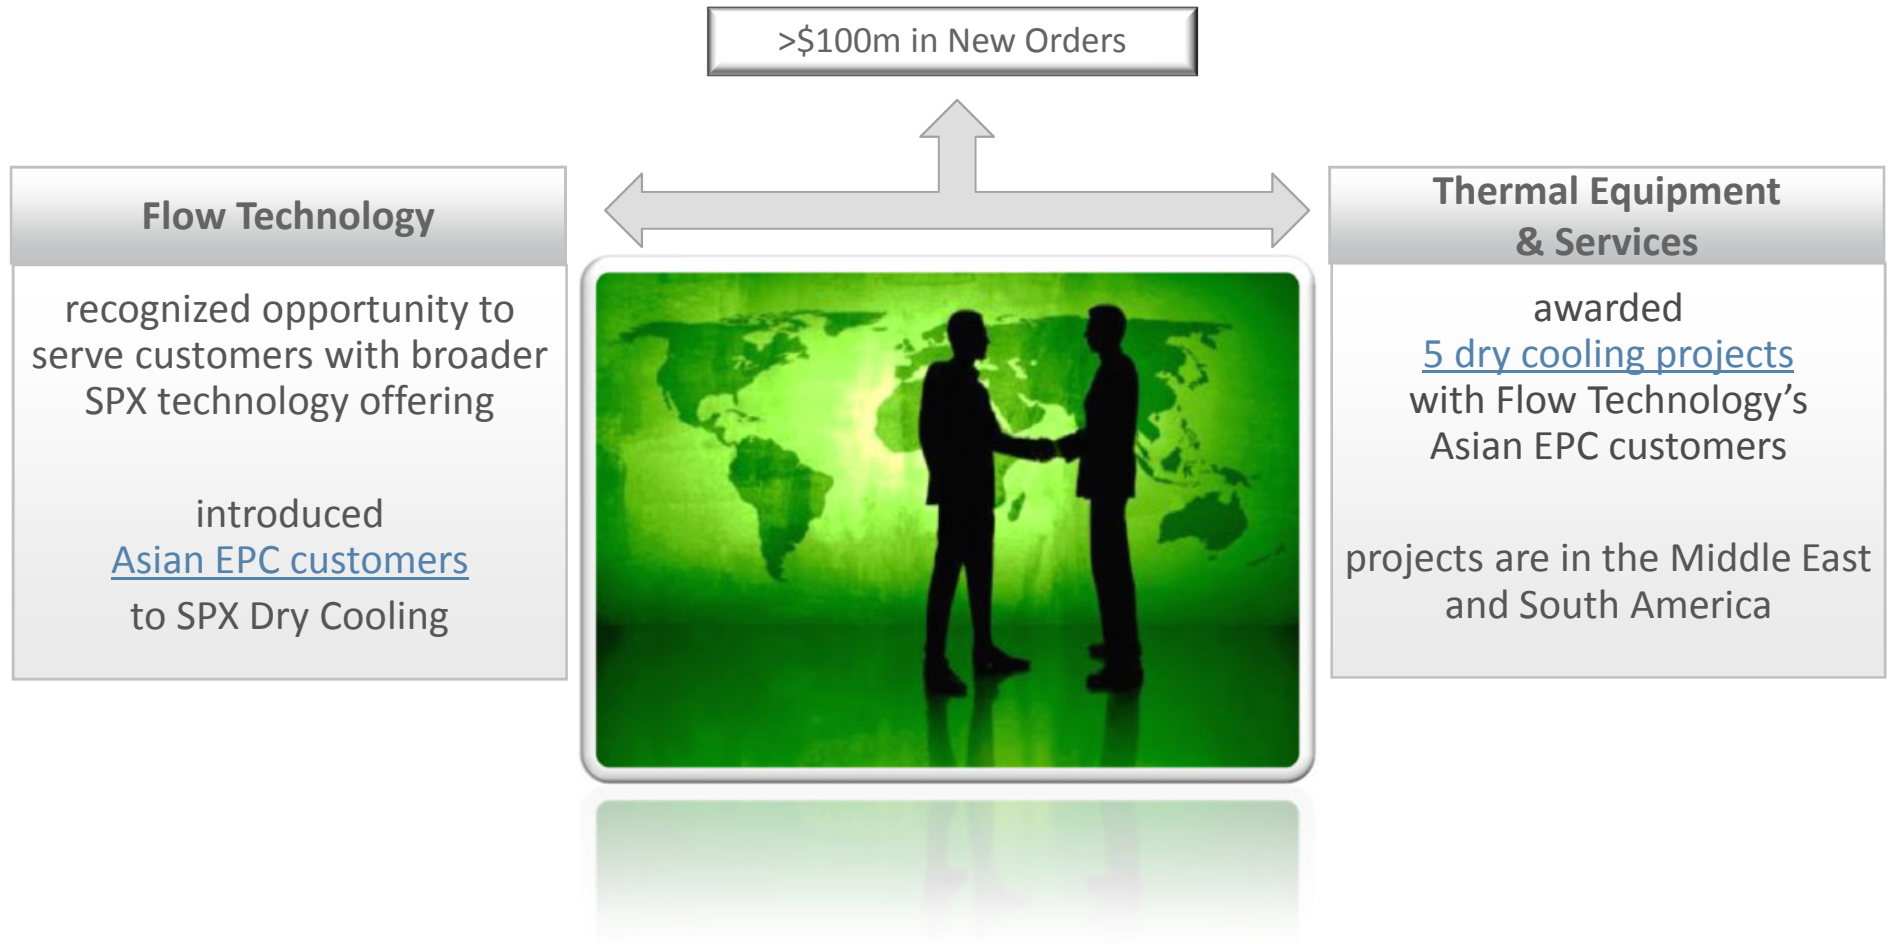 >$100m in New Orders
Flow Technology
recognized opportunity to
serve customers with broader
SPX technology offering
introduced
Asian EPC customers
to SPX Dry Cooling
Thermal Equipment
& Services
awarded
5 dry cooling projects
with Flow Technology’s
Asian EPC customers
projects are in the Middle East
and South America